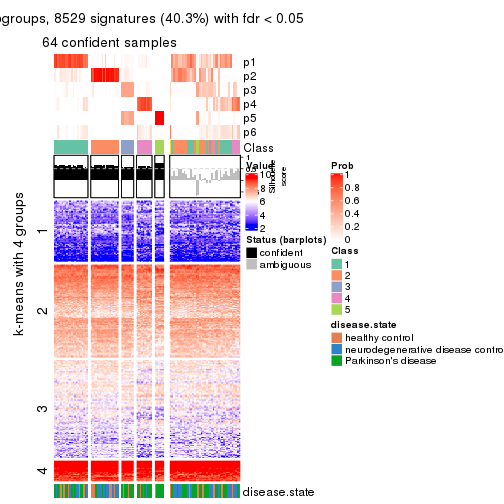 ogroups, 8529 signatures (40.3%) with fdr < 0.05
64 confident samples
p1
p2
p3
p4
p5
p6
Class
1
Silhouette
score
Value
10
8
6
4
2
Prob
1
0.8
0.6
0.4
0.2
0
Status (barplots)
confident
ambiguous
Class
1
2
3
4
5
disease.state
healthy control
neurodegenerative disease contro
Parkinson's disease
k-means with 4 groups
1
2
3
4
disease.state